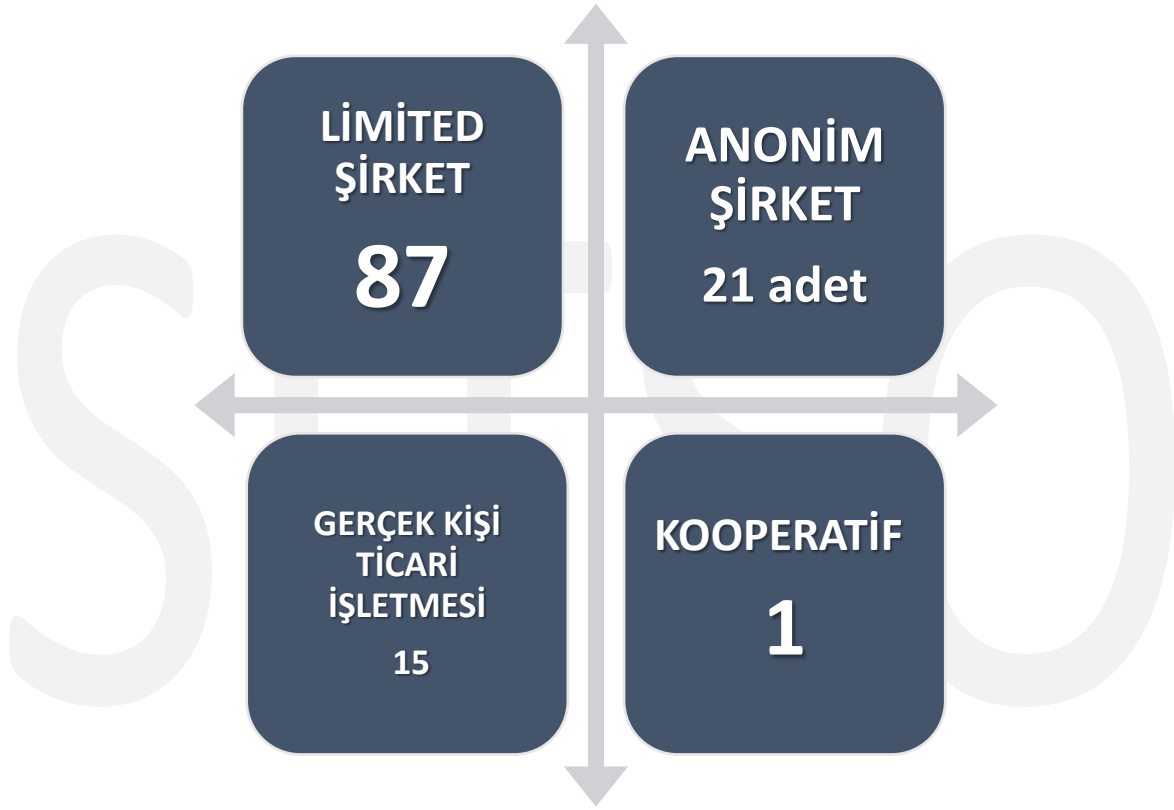 LİMİTED
ŞİRKET
87
ANONİM
ŞİRKET
21 adet
GERÇEK KİŞİ
TİCARİ
İŞLETMESİ
15
KOOPERATİF
1